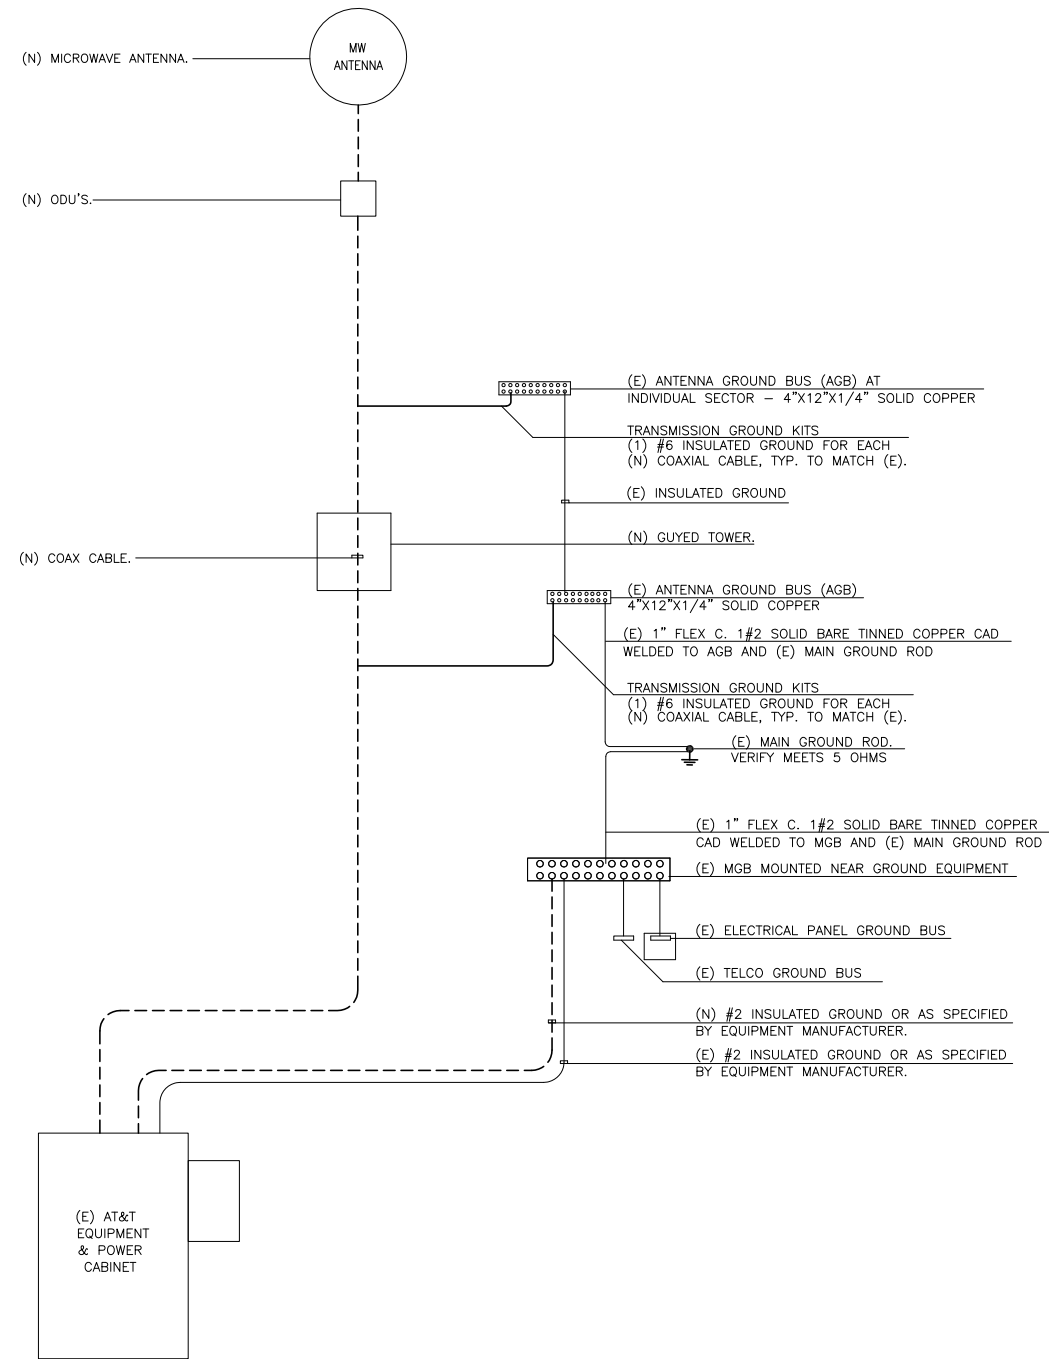 MW
ANTENNA
(N) MICROWAVE ANTENNA.
(N) ODU'S.
(E) ANTENNA GROUND BUS (AGB) AT
INDIVIDUAL SECTOR – 4"X12"X1/4" SOLID COPPER
TRANSMISSION GROUND KITS
(1) #6 INSULATED GROUND FOR EACH
(N) COAXIAL CABLE, TYP. TO MATCH (E).
(E) INSULATED GROUND
(N) GUYED TOWER.
(N) COAX CABLE.
(E) ANTENNA GROUND BUS (AGB)
4"X12"X1/4" SOLID COPPER
(E) 1" FLEX C. 1#2 SOLID BARE TINNED COPPER CAD
WELDED TO AGB AND (E) MAIN GROUND ROD
TRANSMISSION GROUND KITS
(1) #6 INSULATED GROUND FOR EACH
(N) COAXIAL CABLE, TYP. TO MATCH (E).
(E) MAIN GROUND ROD.
VERIFY MEETS 5 OHMS
(E) 1" FLEX C. 1#2 SOLID BARE TINNED COPPER
CAD WELDED TO MGB AND (E) MAIN GROUND ROD
(E) MGB MOUNTED NEAR GROUND EQUIPMENT
(E) ELECTRICAL PANEL GROUND BUS
(E) TELCO GROUND BUS
(N) #2 INSULATED GROUND OR AS SPECIFIED
BY EQUIPMENT MANUFACTURER.
(E) #2 INSULATED GROUND OR AS SPECIFIED
BY EQUIPMENT MANUFACTURER.
(E) AT&T
EQUIPMENT
& POWER
CABINET